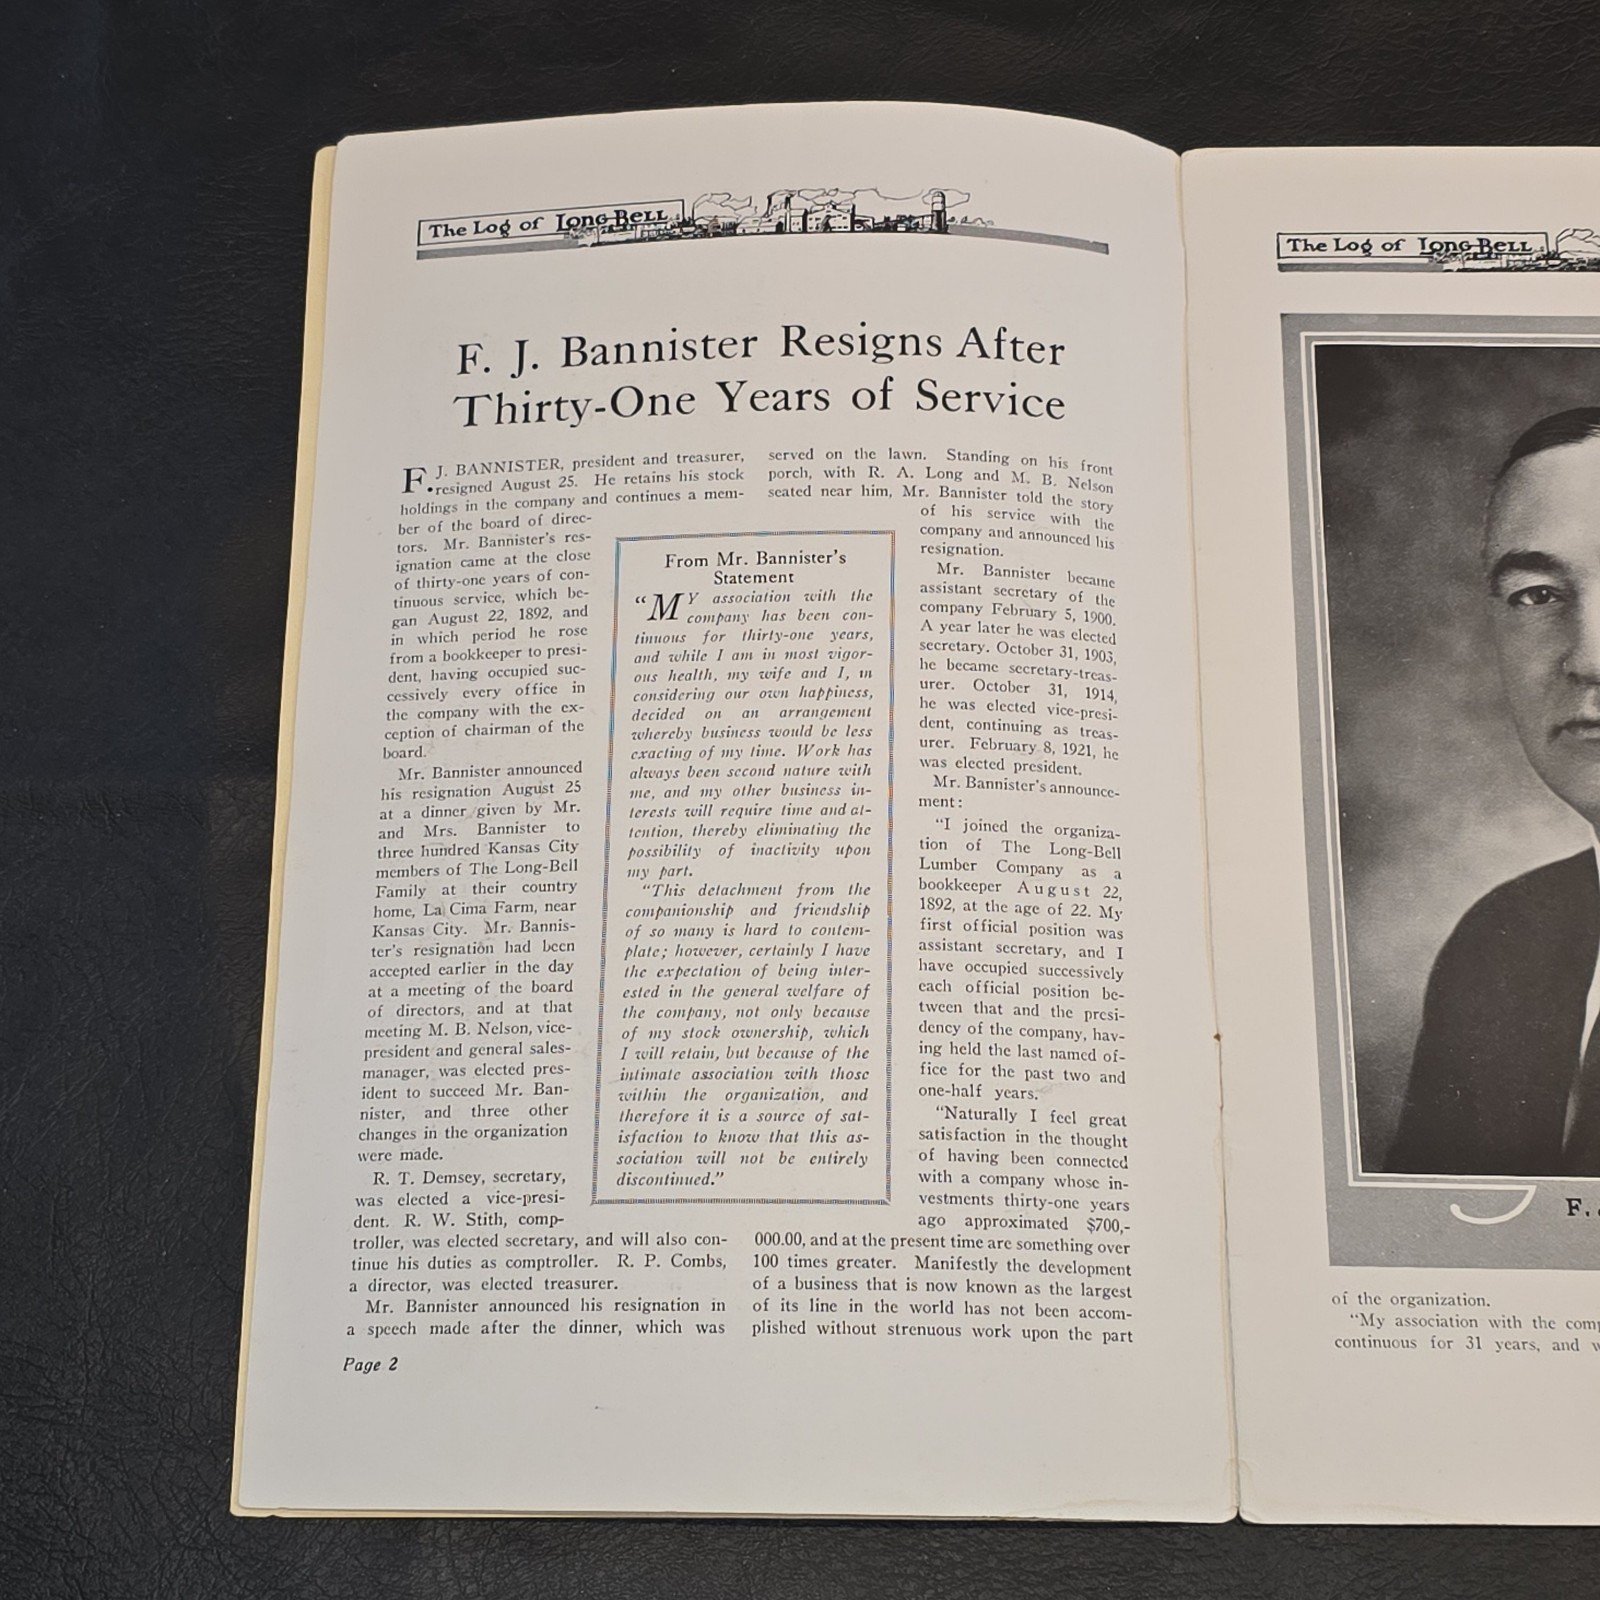 The Log of Long-Bell
F. J. Bannister Resigns After
Thirty-One Years of Service
F. J. BANNISTER, president and treasurer,
resigned August 25. He retains his stock
holdings in the company and continues a mem-
ber of the board of direc-
tors. Mr. Bannister's res-
ignation came at the close
of thirty-one years of con-
tinuous service, which be-
gan August 22, 1892, and
in which period he rose
from a bookkeeper to presi-
dent, having occupied suc-
cessively every office in
the company with the ex-
ception of chairman of the
board.
Mr. Bannister announced
his resignation August 25
at a dinner given by Mr.
and Mrs. Bannister to
three hundred Kansas City
members of The Long-Bell
Family at their country
home, La Cima Farm, near
Kansas City. Mr. Bannis-
ter's resignation had been
accepted earlier in the day
at a meeting of the board
of directors, and at that
meeting M. B. Nelson, vice-
president and general sales-
manager, was elected pres-
ident to succeed Mr. Ban-
nister, and three other
changes in the organization
were made.
R. T. Demsey, secretary,
was elected a vice-presi-
dent. R. W. Stith, comp-
troller, was elected secretary, and will also con-
tinue his duties as comptroller. R. P. Combs,
a director, was elected treasurer.
Mr. Bannister announced his resignation in
a speech made after the dinner, which was
From Mr. Bannister's
Statement
"MY association with the
company has been con-
tinuous for thirty-one years,
and while I am in most vigor-
ous health, my wife and I, in
considering our own happiness,
decided on an arrangement
whereby business would be less
exacting of my time. Work has
always been second nature with
me, and my other business in-
terests will require time and at-
tention, thereby eliminating the
possibility of inactivity upon
my part.
"This detachment from the
companionship and friendship
of so many is hard to contem-
plate; however, certainly I have
the expectation of being inter-
ested in the general welfare of
the company, not only because
of my stock ownership, which
I will retain, but because of the
intimate association with those
within the organization, and
therefore it is a source of sat-
isfaction to know that this as-
sociation will not be entirely
discontinued."
served on the lawn. Standing on his front
porch, with R. A. Long and M. B. Nelson
seated near him, Mr. Bannister told the story
of his service with the
company and announced his
resignation.
Mr. Bannister became
assistant secretary of the
company February 5, 1900.
A year later he was elected
secretary. October 31, 1903,
he became secretary-treas-
urer. October 31, 1914,
he was elected vice-presi-
dent, continuing as treas-
urer. February 8, 1921, he
was elected president.
Mr. Bannister's announce-
ment:
"I joined the organiza-
tion of The Long-Bell
Lumber Company as a
bookkeeper August 22,
1892, at the age of 22. My
first official position was
assistant secretary, and I
have occupied successively
each official position be-
tween that and the presi-
dency of the company, hav-
ing held the last named of-
fice for the past two and
one-half years.
"Naturally I feel great
satisfaction in the thought
of having been connected
with a company whose in-
vestments thirty-one years
ago approximated $700,-
000.00, and at the present time are something over
100 times greater. Manifestly the development
of a business that is now known as the largest
of its line in the world has not been accom-
plished without strenuous work upon the part
Page 2
The Log of Long-Bell
F.
of the organization.
"My association with the
continuous for 31 years, and